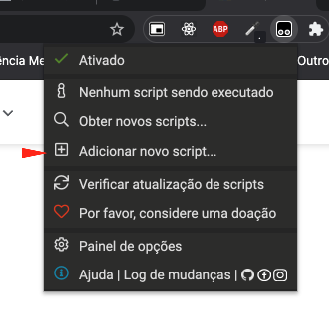 ABP
ência Me
Outro
Ativado
Nenhum script sendo executado
Obter novos scripts...
Adicionar novo script...
Verificar atualização de scripts
Por favor, considere uma doação
Painel de opções
Ajuda | Log de mudanças |